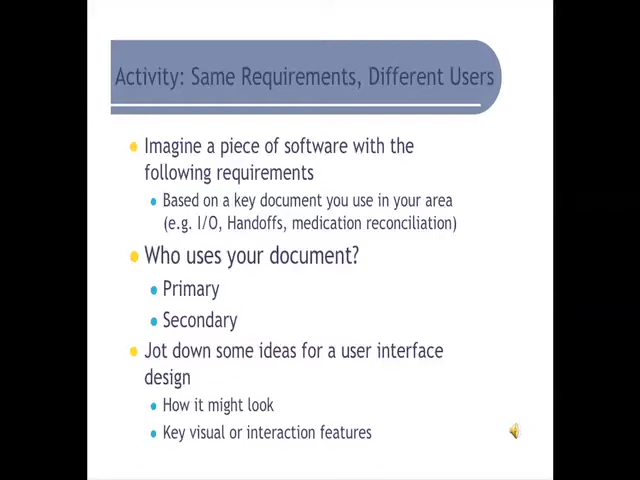 Activity: Same Requirements, Different Users
Imagine a piece of software with the
following requirements
Based on a key document you use in your area
(e.g. I/O, Handoffs, medication reconciliation)
Who uses your document?
Primary
Secondary
Jot down some ideas for a user interface
design
How it might look
Key visual or interaction features